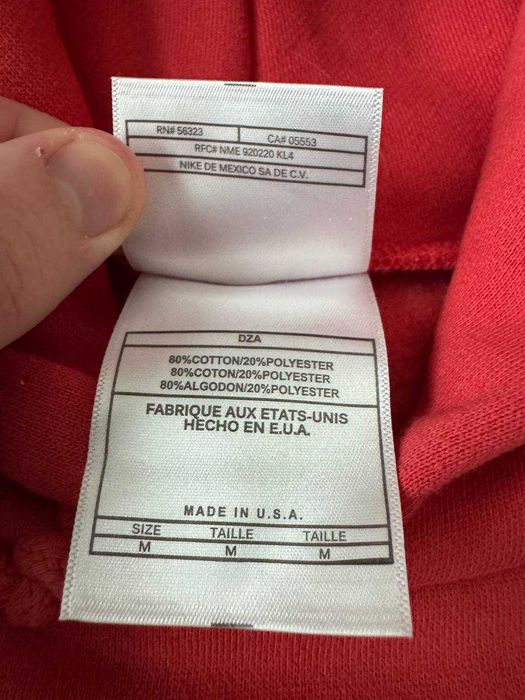 RN# 56323 CA# 05553
RFC# NME 920220 KL4
NIKE DE MEXICO SA DE C.V.
DZA
80%COTTON/20%POLYESTER
80%COTON/20%POLYESTER
80%ALGODON/20%POLYESTER
FABRIQUE AUX ETATS-UNIS
HECHO EN E.U.A.
MADE IN U.S.A.
SIZE TAILLE TAILLE
M M M